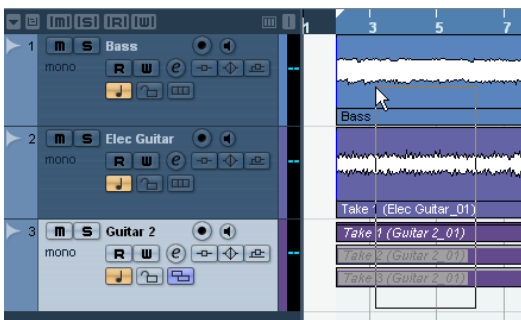 m S R W
1 3 5 7
1 m S Bass
mono R W e
Bass
2 m S Elec Guitar
mono R W e
Take 1 (Elec Guitar_01)
3 m S Guitar 2
mono R W e
Take 1 (Guitar 2_01)
Take 2 (Guitar 2_01)
Take 3 (Guitar 2_01)